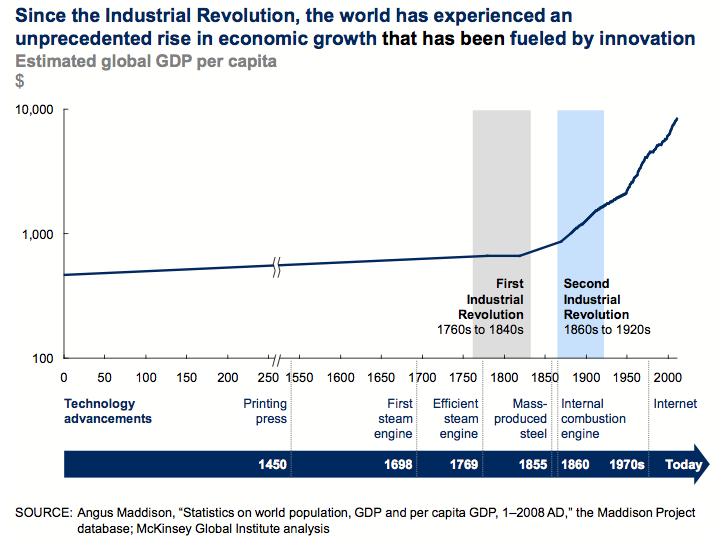 Since the Industrial Revolution, the world has experienced an
unprecedented rise in economic growth that has been fueled by innovation
Estimated global GDP per capita
$
10,000
1,000
100
First
Industrial
Revolution
1760s to 1840s
Second
Industrial
Revolution
1860s to 1920s
0 50 100 150 200 250 1550 1600 1650 1700 1750 1800 1850 1900 1950 2000
Technology
advancements
Printing
press
First
steam
engine
Efficient
steam
engine
Mass-
produced
steel
Internal
combustion
engine
Internet
1450 1698 1769 1855 1860 1970s Today
SOURCE: Angus Maddison, “Statistics on world population, GDP and per capita GDP, 1–2008 AD,” the Maddison Project
database; McKinsey Global Institute analysis